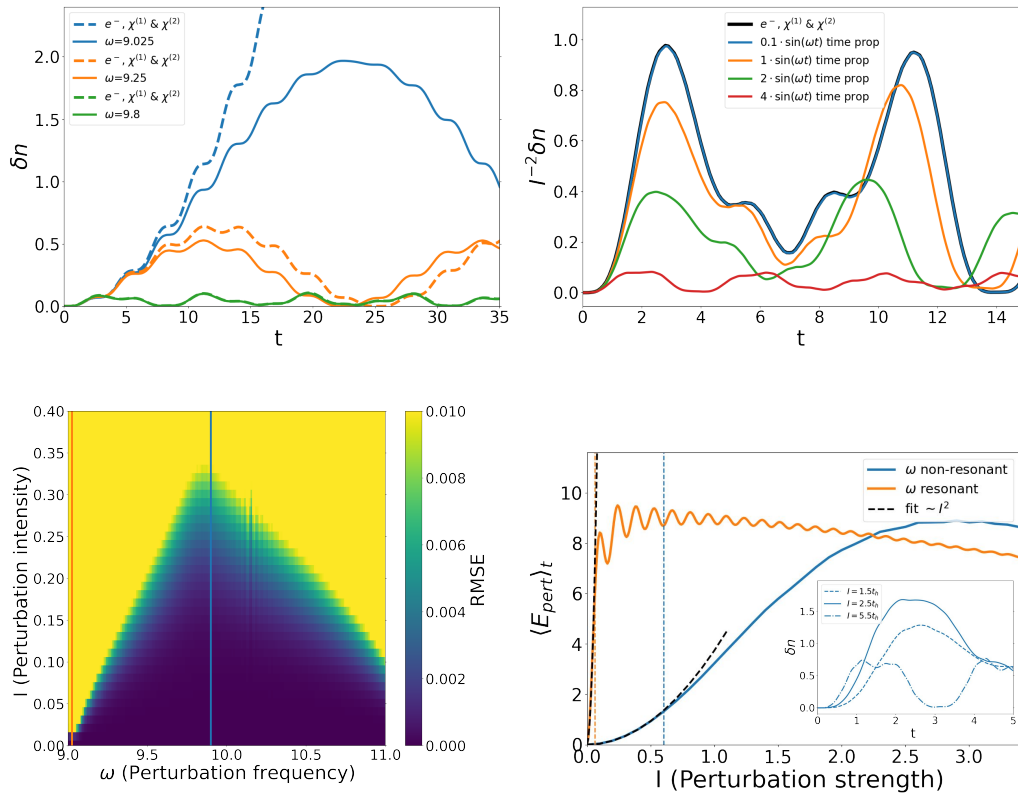 e⁻, χ⁽¹⁾ & χ⁽²⁾
ω=9.025
e⁻, χ⁽¹⁾ & χ⁽²⁾
ω=9.25
e⁻, χ⁽¹⁾ & χ⁽²⁾
ω=9.8
2.0
1.5
1.0
0.5
0.0
δn
0 5 10 15 20 25 30 35
t
e⁻, χ⁽¹⁾ & χ⁽²⁾
0.1 · sin(ωt) time prop
1 · sin(ωt) time prop
2 · sin(ωt) time prop
4 · sin(ωt) time prop
1.0
0.8
0.6
0.4
0.2
0.0
I⁻²δn
0 2 4 6 8 10 12 14
t
0.40
0.35
0.30
0.25
0.20
0.15
0.10
0.05
0.00
I (Perturbation intensity)
9.0 9.5 10.0 10.5 11.0
ω (Perturbation frequency)
0.010
0.008
0.006
0.004
0.002
0.000
RMSE
ω non-resonant
ω resonant
fit ∼ I²
10
8
6
4
2
0
⟨E_pert⟩_t
0.0 0.5 1.0 1.5 2.0 2.5 3.0
I (Perturbation strength)
I = 1.5t_h
I = 2.5t_h
I = 5.5t_h
1.5
1.0
0.5
0.0
δn
0 1 2 3 4 5
t